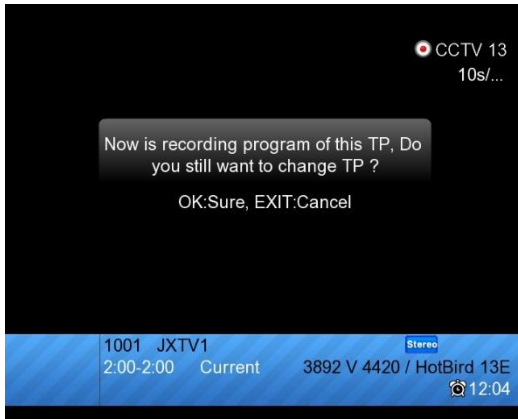 CCTV 13
10s/...
Now is recording program of this TP, Do
you still want to change TP ?
OK:Sure, EXIT:Cancel
1001 JXTV1
Stereo
2:00-2:00 Current 3892 V 4420 / HotBird 13E
12:04